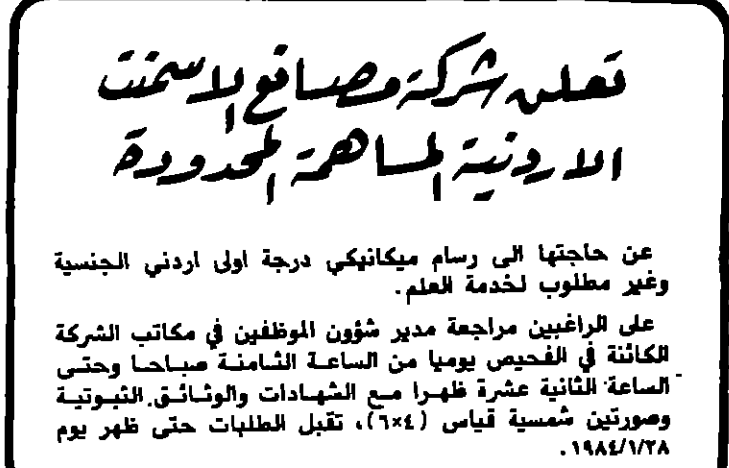 تعلن شركة مصانع الاسمنت
الاردنية المساهمة المحدودة
عن حاجتها الى رسام ميكانيكي درجة اولى اردني الجنسية
وغير مطلوب لخدمة العلم.
على الراغبين مراجعة مدير شؤون الموظفين في مكاتب الشركة
الكائنة في الفحيص يوميا من الساعة الثامنة صباحا وحتى
الساعة الثانية عشرة ظهرا مع الشهادات والوثائق الثبوتية
وصورتين شمسية قياس (٤×٦)، تقبل الطلبات حتى ظهر يوم
١٩٨٤/١/٢٨.